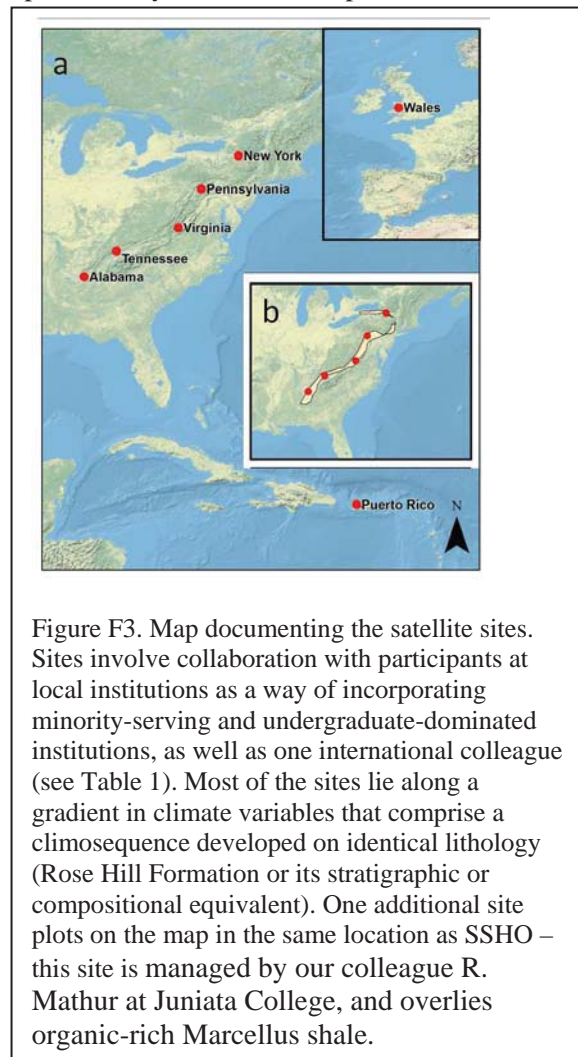 a
Wales
New York
Pennsylvania
Virginia
Tennessee
Alabama
b
Puerto Rico
N
Figure F3. Map documenting the satellite sites.
Sites involve collaboration with participants at
local institutions as a way of incorporating
minority-serving and undergraduate-dominated
institutions, as well as one international colleague
(see Table 1). Most of the sites lie along a
gradient in climate variables that comprise a
climosequence developed on identical lithology
(Rose Hill Formation or its stratigraphic or
compositional equivalent). One additional site
plots on the map in the same location as SSHO –
this site is managed by our colleague R.
Mathur at Juniata College, and overlies
organic-rich Marcellus shale.